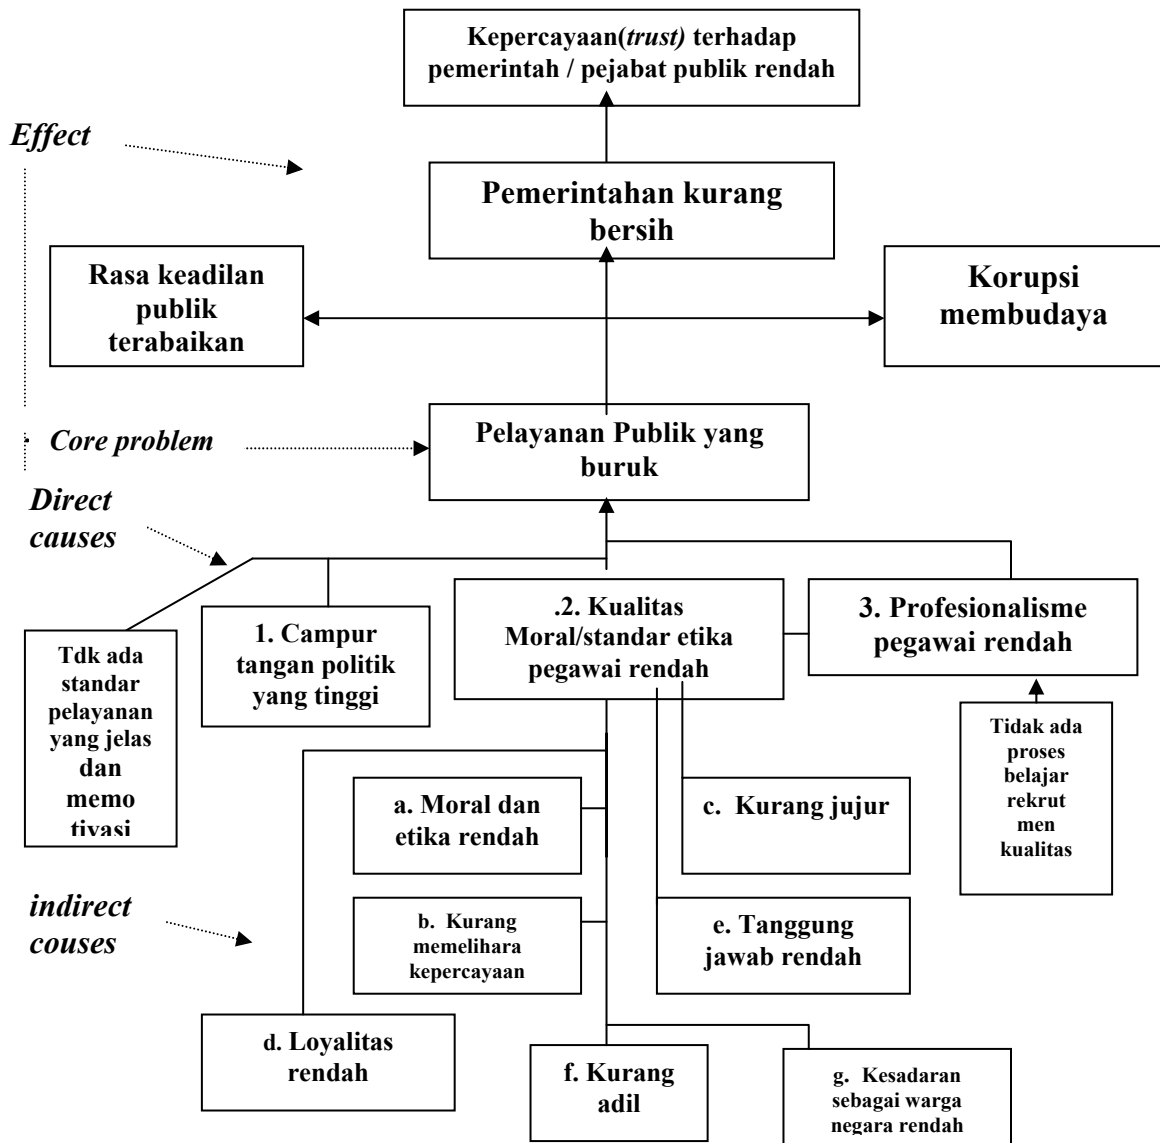 Kepercayaan(trust) terhadap
pemerintah / pejabat publik rendah
Effect
Pemerintahan kurang
bersih
Rasa keadilan
publik
terabaikan
Korupsi
membudaya
Core problem
Pelayanan Publik yang
buruk
Direct
causes
Tdk ada
standar
pelayanan
yang jelas
dan
memo
tivasi
1. Campur
tangan politik
yang tinggi
.2. Kualitas
Moral/standar etika
pegawai rendah
3. Profesionalisme
pegawai rendah
Tidak ada
proses
belajar
rekrut
men
kualitas
a. Moral dan
etika rendah
c. Kurang jujur
indirect
couses
b. Kurang
memelihara
kepercayaan
e. Tanggung
jawab rendah
d. Loyalitas
rendah
f. Kurang
adil
g. Kesadaran
sebagai warga
negara rendah